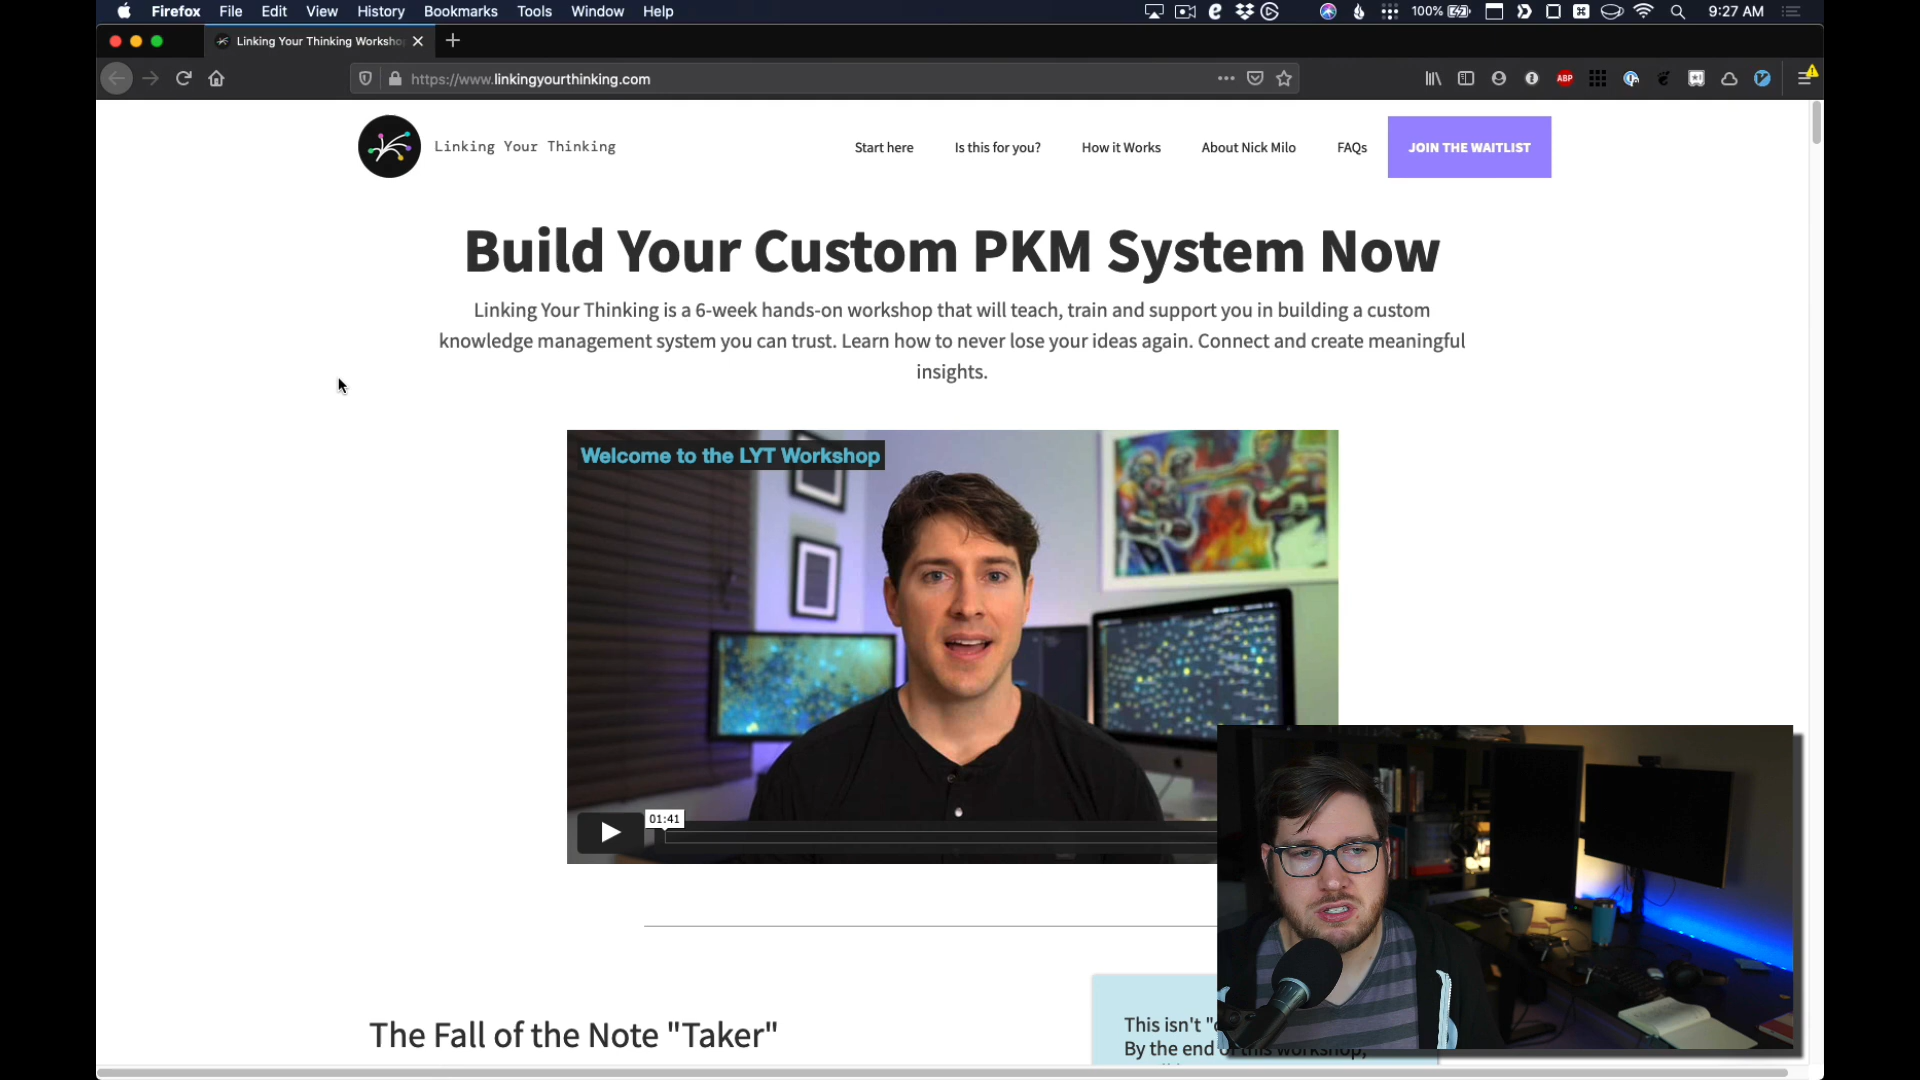 Firefox File Edit View History Bookmarks Tools Window Help
100%
9:27 AM
Linking Your Thinking Worksho
https://www.linkingyourthinking.com
ABP
Linking Your Thinking
Start here
Is this for you?
How it Works
About Nick Milo
FAQs
JOIN THE WAITLIST
Build Your Custom PKM System Now
Linking Your Thinking is a 6-week hands-on workshop that will teach, train and support you in building a custom
knowledge management system you can trust. Learn how to never lose your ideas again. Connect and create meaningful
insights.
Welcome to the LYT Workshop
01:41
The Fall of the Note "Taker"
This isn't "
By the end of this workshop,